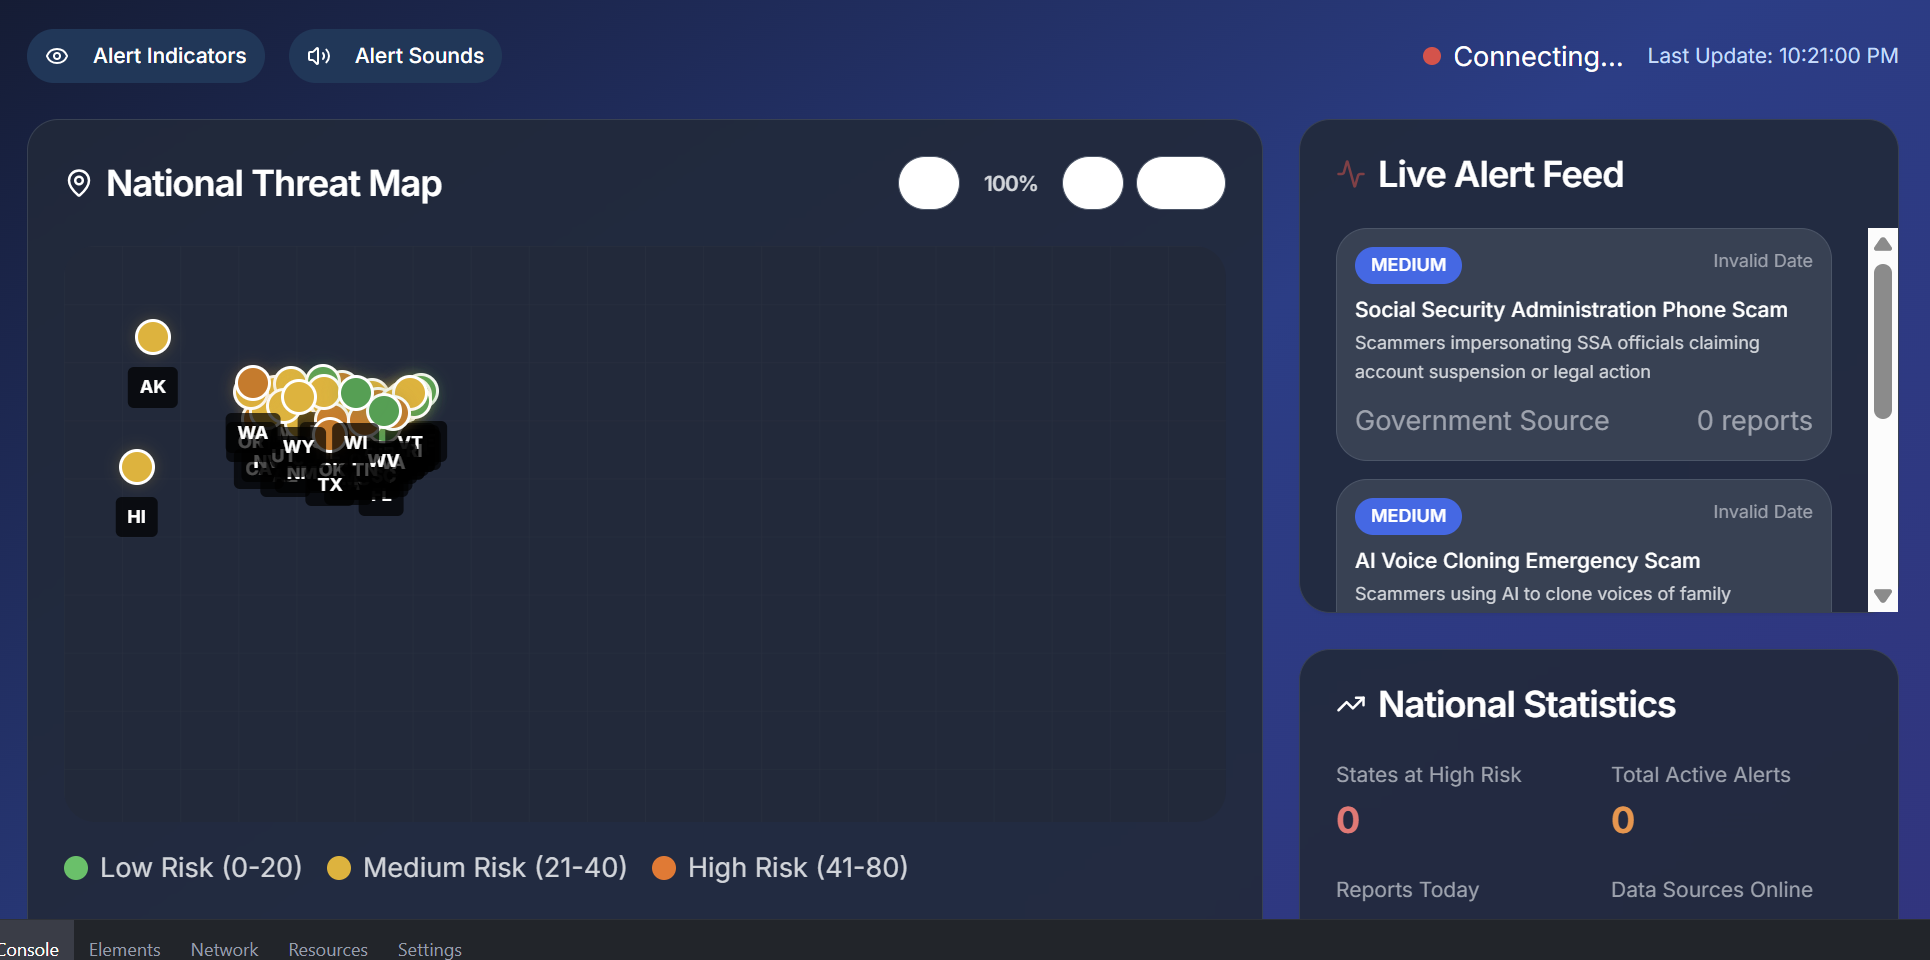 Alert Indicators
Alert Sounds
Connecting...
Last Update: 10:21:00 PM
National Threat Map
100%
AK
HI
WA
WY
WI
VT
WV
TX
Low Risk (0-20)
Medium Risk (21-40)
High Risk (41-80)
Live Alert Feed
MEDIUM
Invalid Date
Social Security Administration Phone Scam
Scammers impersonating SSA officials claiming
account suspension or legal action
Government Source
0 reports
MEDIUM
Invalid Date
AI Voice Cloning Emergency Scam
Scammers using AI to clone voices of family
National Statistics
States at High Risk
Total Active Alerts
0
0
Reports Today
Data Sources Online
Console
Elements
Network
Resources
Settings